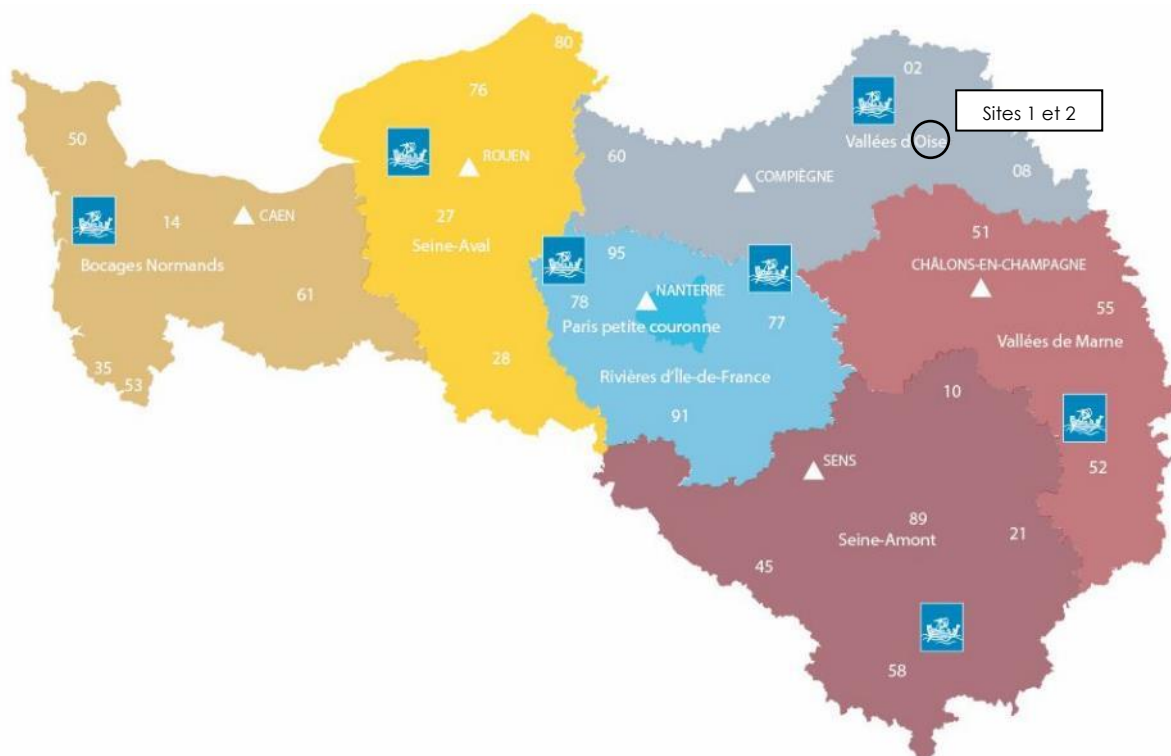 80
02
76
Sites 1 et 2
50
Vallées d'Oise
ROUEN
60
COMPIÈGNE
08
14
CAEN
27
Seine-Aval
51
95
Bocages Normands
CHÂLONS-EN-CHAMPAGNE
61
78
NANTERRE
77
55
Paris petite couronne
Vallées de Marne
28
35
53
Rivières d'Île-de-France
10
91
SENS
52
89
21
Seine-Amont
45
58